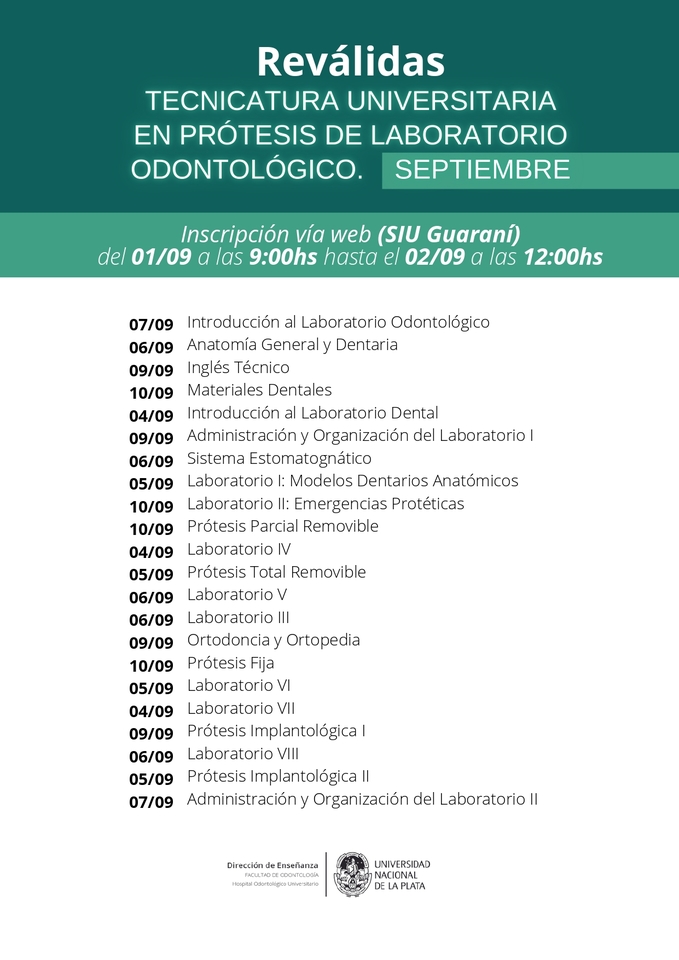 Reválidas
TECNICATURA UNIVERSITARIA
EN PRÓTESIS DE LABORATORIO
ODONTOLÓGICO. SEPTIEMBRE
Inscripción vía web (SIU Guaraní)
del 01/09 a las 9:00hs hasta el 02/09 a las 12:00hs
07/09 Introducción al Laboratorio Odontológico
06/09 Anatomía General y Dentaria
09/09 Inglés Técnico
10/09 Materiales Dentales
04/09 Introducción al Laboratorio Dental
09/09 Administración y Organización del Laboratorio I
06/09 Sistema Estomatognático
05/09 Laboratorio I: Modelos Dentarios Anatómicos
10/09 Laboratorio II: Emergencias Protéticas
10/09 Prótesis Parcial Removible
04/09 Laboratorio IV
05/09 Prótesis Total Removible
06/09 Laboratorio V
06/09 Laboratorio III
09/09 Ortodoncia y Ortopedia
10/09 Prótesis Fija
05/09 Laboratorio VI
04/09 Laboratorio VII
09/09 Prótesis Implantológica I
06/09 Laboratorio VIII
05/09 Prótesis Implantológica II
07/09 Administración y Organización del Laboratorio II
Dirección de Enseñanza
FACULTAD DE ODONTOLOGÍA
Hospital Odontológico Universitario
UNIVERSIDAD
NACIONAL
DE LA PLATA